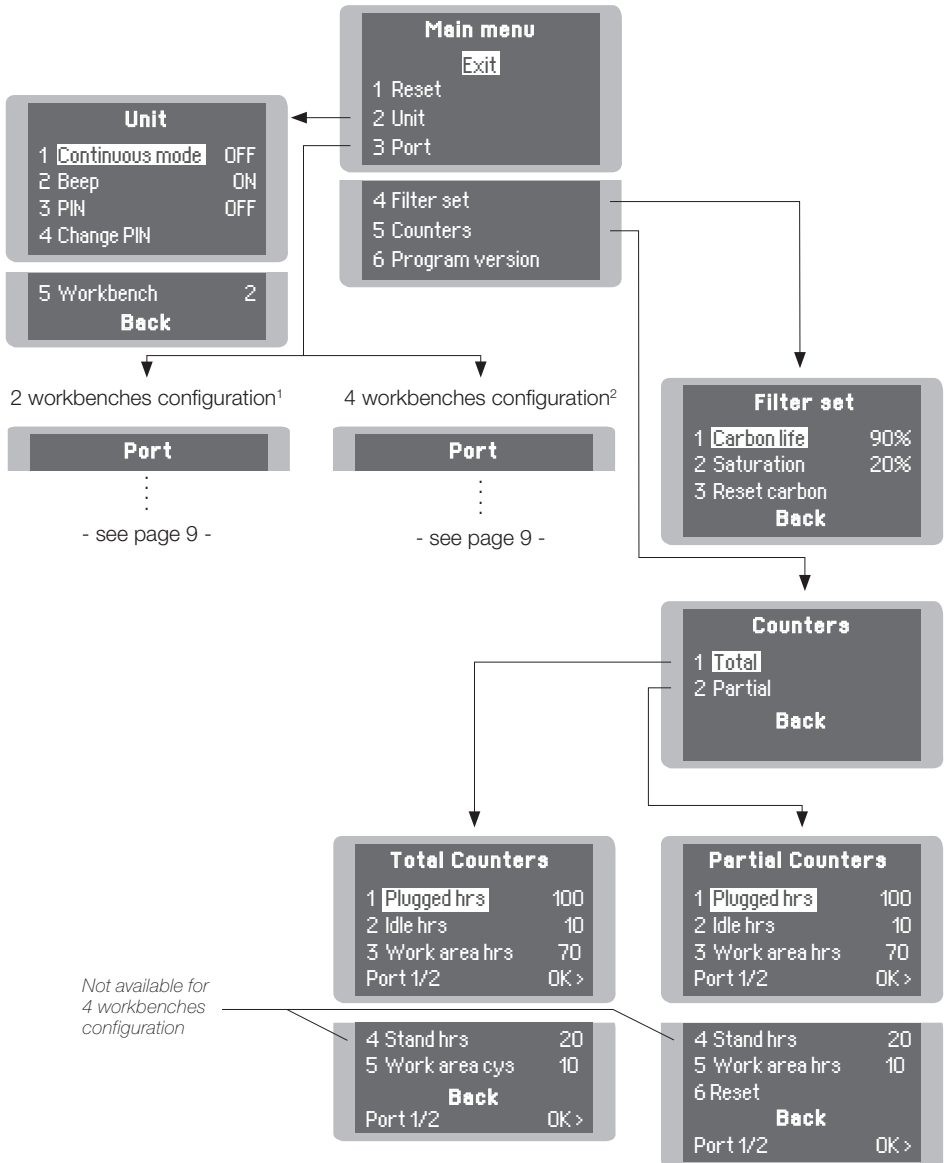 Main menu
Exit
1 Reset
2 Unit
3 Port
4 Filter set
5 Counters
6 Program version
Unit
1 Continuous mode OFF
2 Beep ON
3 PIN OFF
4 Change PIN
5 Workbench 2
Back
2 workbenches configuration¹
Port
- see page 9 -
4 workbenches configuration²
Port
- see page 9 -
Filter set
1 Carbon life 90%
2 Saturation 20%
3 Reset carbon
Back
Counters
1 Total
2 Partial
Back
Total Counters
1 Plugged hrs 100
2 Idle hrs 10
3 Work area hrs 70
Port 1/2 OK >
4 Stand hrs 20
5 Work area cys 10
Back
Port 1/2 OK >
Partial Counters
1 Plugged hrs 100
2 Idle hrs 10
3 Work area hrs 70
Port 1/2 OK >
4 Stand hrs 20
5 Work area hrs 10
6 Reset
Back
Port 1/2 OK >
Not available for
4 workbenches
configuration